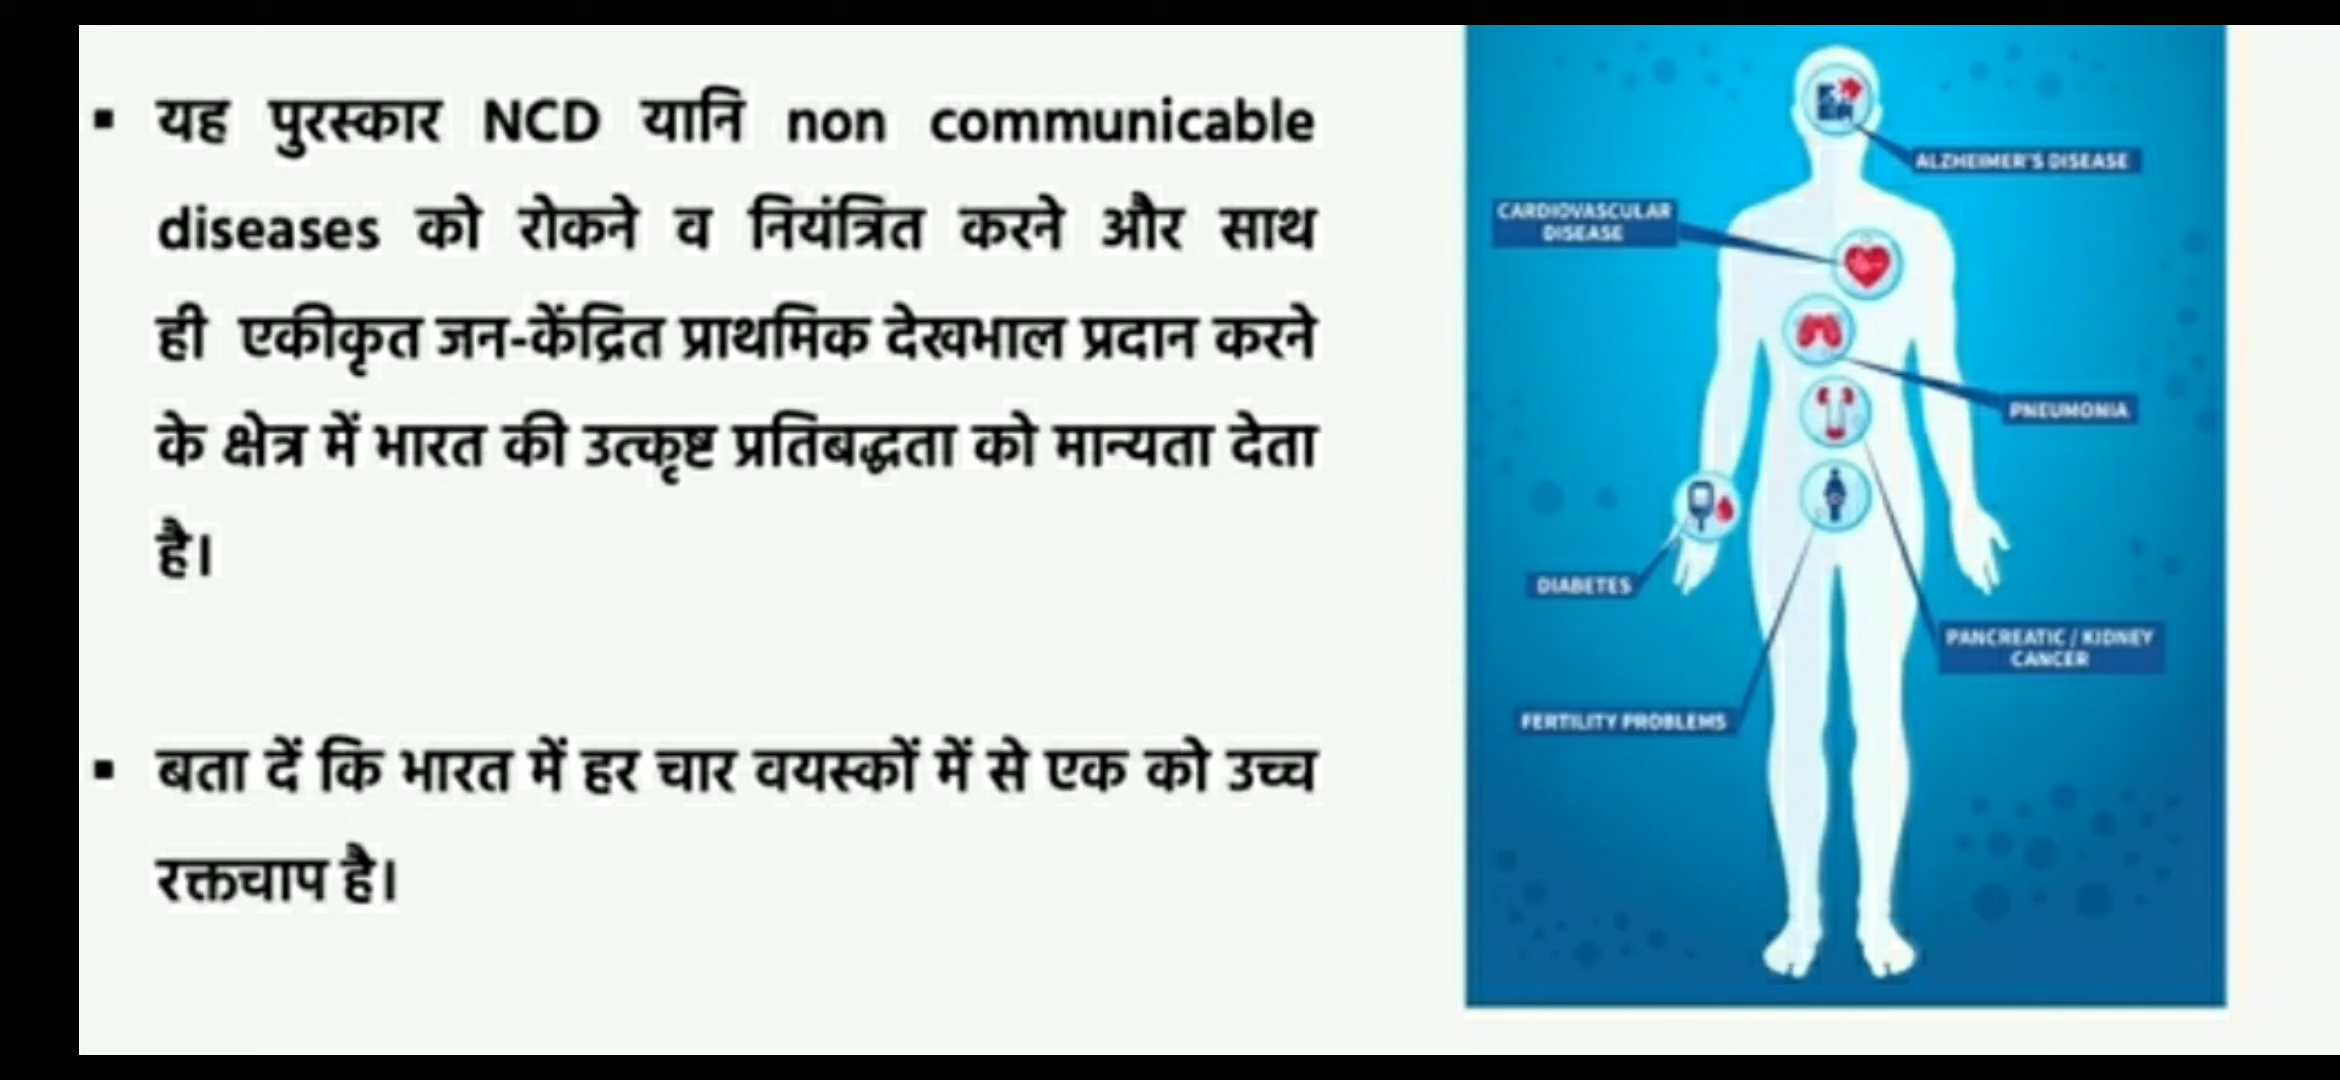 ▪ यह पुरस्कार NCD यानि non communicable
diseases को रोकने व नियंत्रित करने और साथ
ही एकीकृत जन-केंद्रित प्राथमिक देखभाल प्रदान करने
के क्षेत्र में भारत की उत्कृष्ट प्रतिबद्धता को मान्यता देता
है।
▪ बता दें कि भारत में हर चार वयस्कों में से एक को उच्च
रक्तचाप है।
ALZHEIMER'S DISEASE
CARDIOVASCULAR
DISEASE
PNEUMONIA
DIABETES
PANCREATIC / KIDNEY
CANCER
FERTILITY PROBLEMS